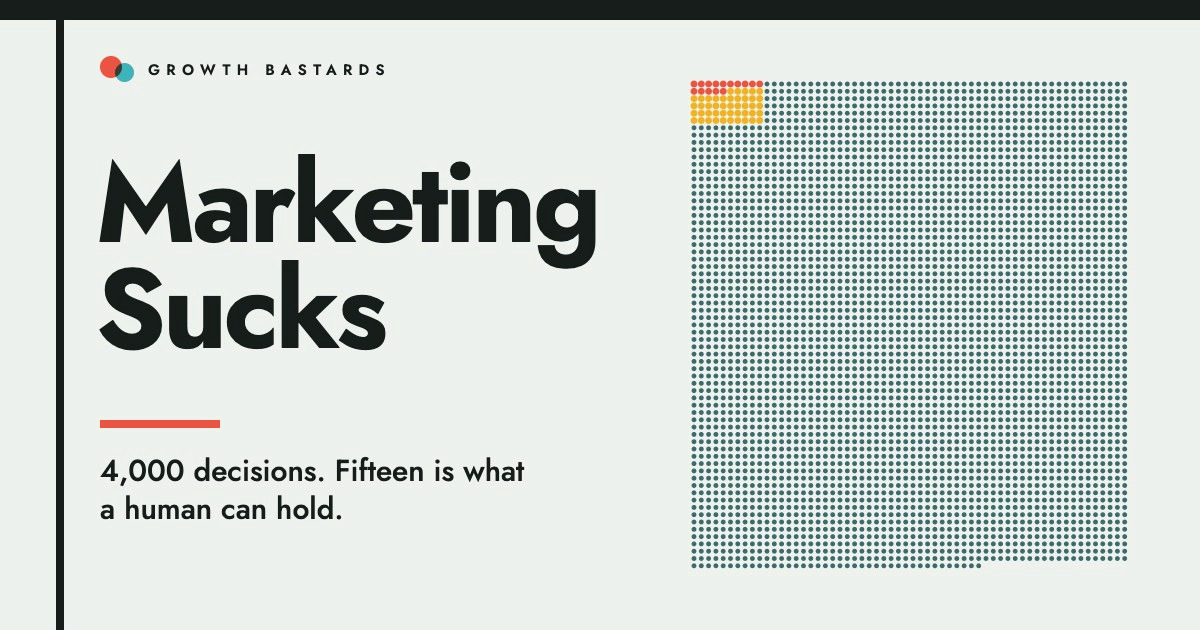 GROWTH BASTARDS
Marketing
Sucks
4,000 decisions. Fifteen is what
a human can hold.